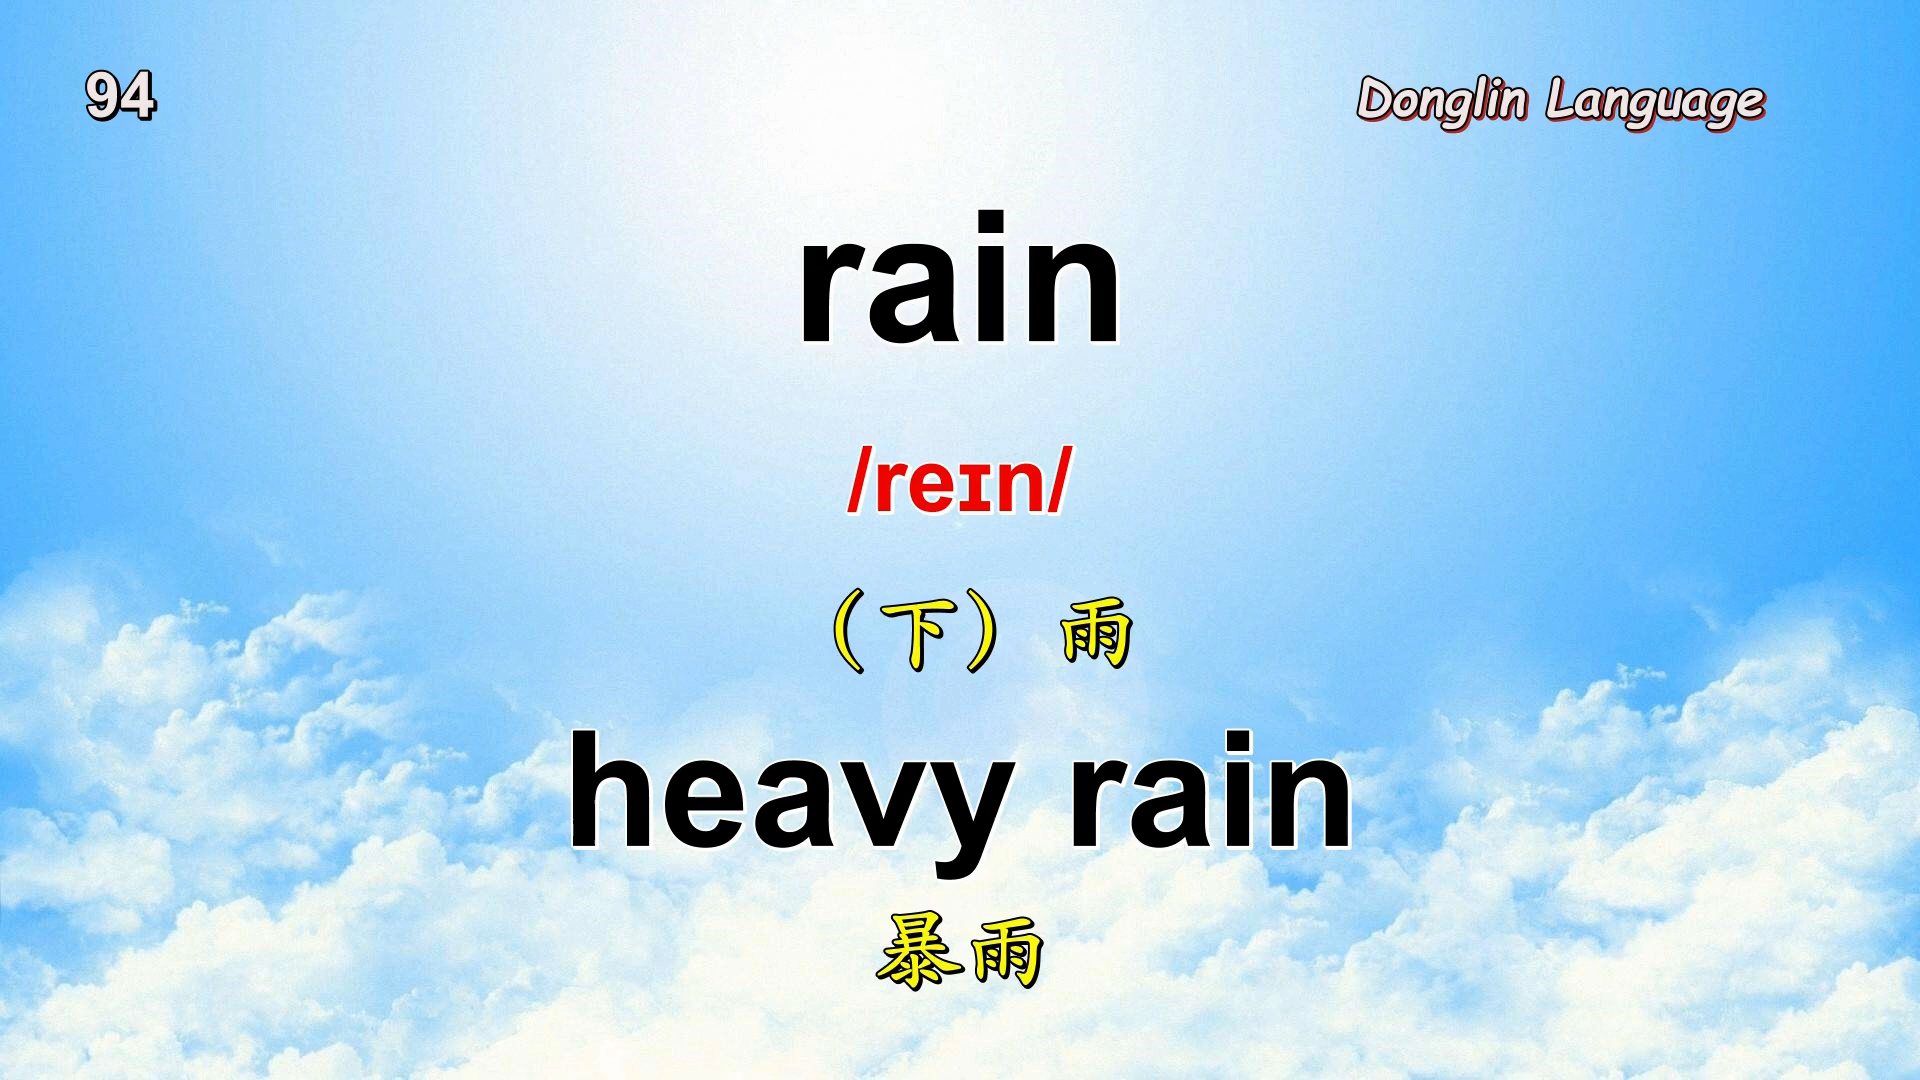 94
Donglin Language
rain
/reɪn/
（下）雨
heavy rain
暴雨